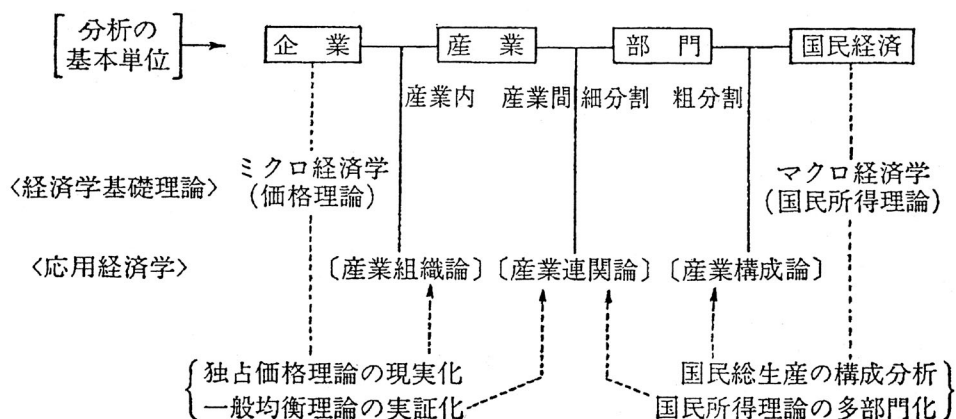 分析の
基本単位
企業
産業
部門
国民経済
産業内
産業間
細分割
粗分割
ミクロ経済学
(価格理論)
マクロ経済学
(国民所得理論)
〈経済学基礎理論〉
〈応用経済学〉
〔産業組織論〕
〔産業連関論〕
〔産業構成論〕
独占価格理論の現実化
一般均衡理論の実証化
国民総生産の構成分析
国民所得理論の多部門化